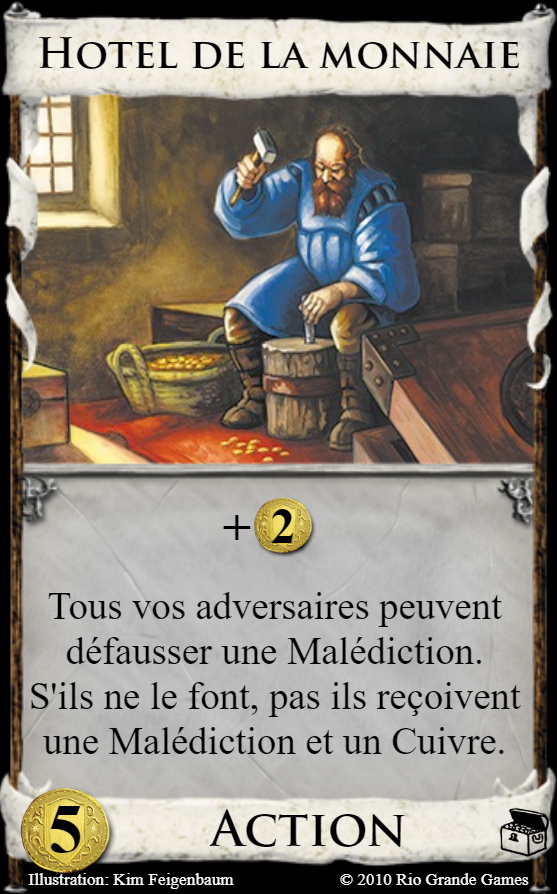 HOTEL DE LA MONNAIE
+2
Tous vos adversaires peuvent
défausser une Malédiction.
S'ils ne le font, pas ils reçoivent
une Malédiction et un Cuivre.
5 ACTION
Illustration: Kim Feigenbaum © 2010 Rio Grande Games